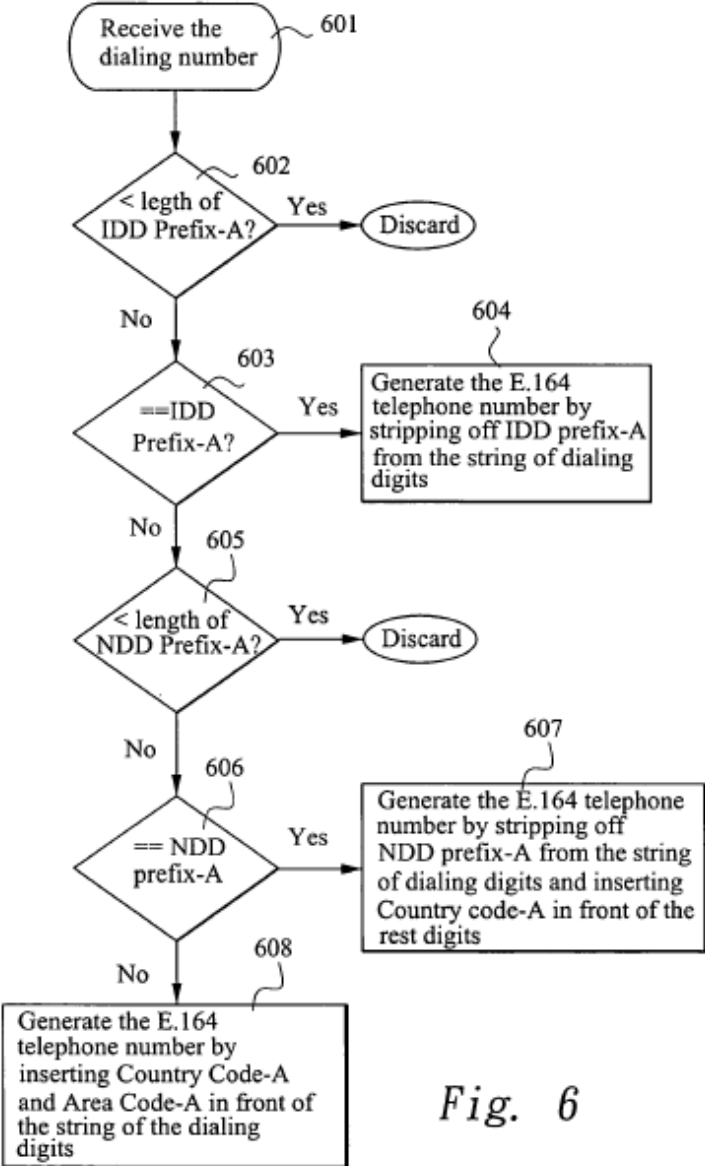 Receive the
dialing number
601
602
< legth of
IDD Prefix-A?
Yes
Discard
No
603
==IDD
Prefix-A?
Yes
604
Generate the E.164
telephone number by
stripping off IDD prefix-A
from the string of dialing
digits
No
605
< length of
NDD Prefix-A?
Yes
Discard
No
606
== NDD
prefix-A
Yes
607
Generate the E.164 telephone
number by stripping off
NDD prefix-A from the string
of dialing digits and inserting
Country code-A in front of the
rest digits
No
608
Generate the E.164
telephone number by
inserting Country Code-A
and Area Code-A in front of
the string of the dialing
digits
Fig. 6